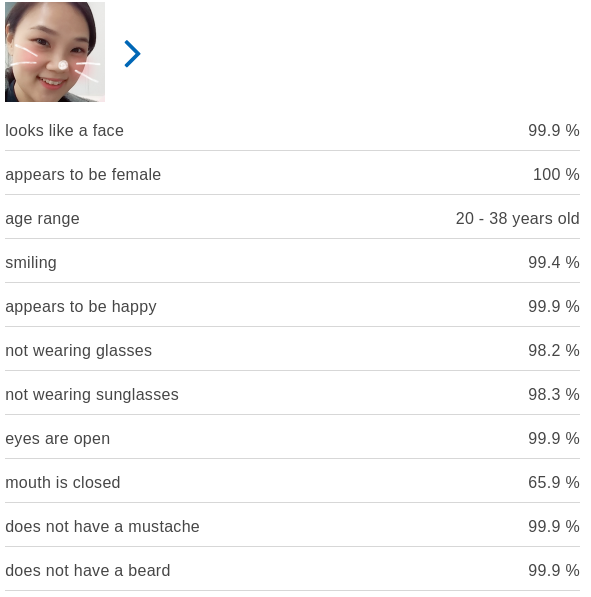 looks like a face 99.9 %
appears to be female 100 %
age range 20 - 38 years old
smiling 99.4 %
appears to be happy 99.9 %
not wearing glasses 98.2 %
not wearing sunglasses 98.3 %
eyes are open 99.9 %
mouth is closed 65.9 %
does not have a mustache 99.9 %
does not have a beard 99.9 %